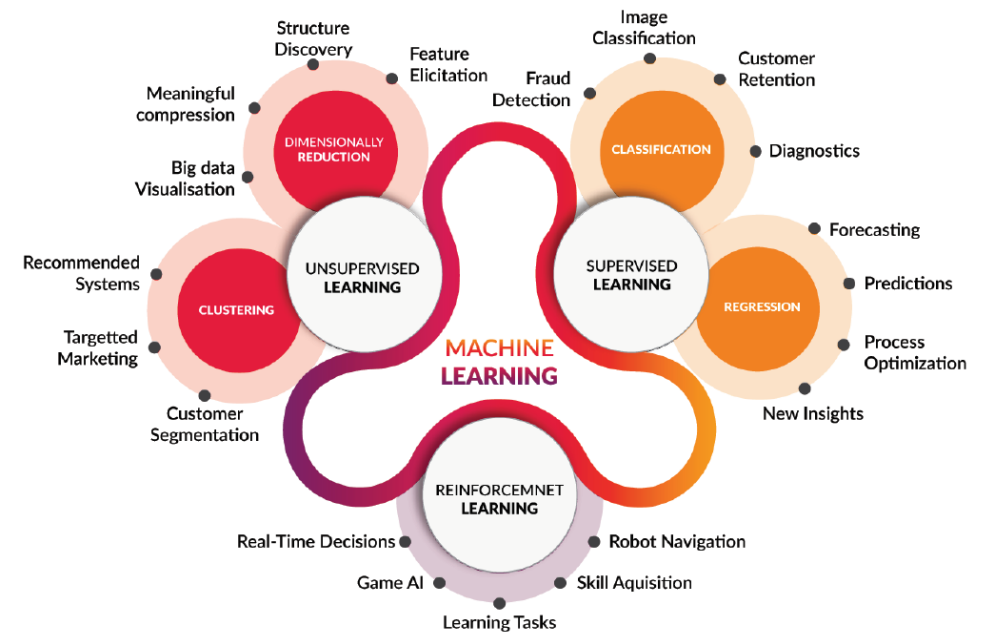 Structure
Discovery
Feature
Elicitation
Meaningful
compression
Big data
Visualisation
DIMENSIONALLY
REDUCTION
Image
Classification
Customer
Retention
Fraud
Detection
Diagnostics
CLASSIFICATION
UNSUPERVISED
LEARNING
SUPERVISED
LEARNING
Recommended
Systems
Targetted
Marketing
Customer
Segmentation
CLUSTERING
Forecasting
Predictions
Process
Optimization
New Insights
REGRESSION
MACHINE
LEARNING
REINFORCEMNET
LEARNING
Real-Time Decisions
Game AI
Learning Tasks
Skill Aquisition
Robot Navigation